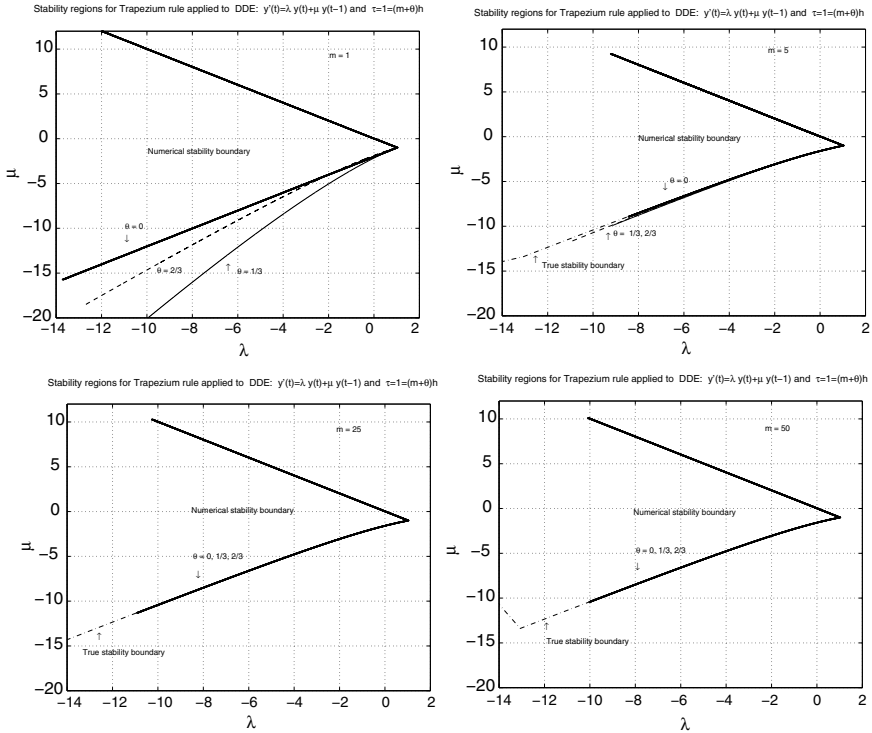 Stability regions for Trapezium rule applied to DDE: y'(t)=λ y(t)+μ y(t-1) and τ=1=(m+θ)h
m = 1
Numerical stability boundary
θ = 0
↓
θ = 2/3
↑ θ = 1/3
μ
10
5
0
−5
−10
−15
−20
−14 −12 −10 −8 −6 −4 −2 0 2
λ
Stability regions for Trapezium rule applied to DDE: y'(t)=λ y(t)+μ y(t-1) and τ=1=(m+θ)h
m = 5
Numerical stability boundary
↓ θ = 0
↑ θ = 1/3, 2/3
↑ True stability boundary
μ
10
5
0
−5
−10
−15
−20
−14 −12 −10 −8 −6 −4 −2 0 2
λ
Stability regions for Trapezium rule applied to DDE: y'(t)=λ y(t)+μ y(t-1) and τ=1=(m+θ)h
m = 25
Numerical stability boundary
θ = 0, 1/3, 2/3
↓
↑
True stability boundary
μ
10
5
0
−5
−10
−15
−20
−14 −12 −10 −8 −6 −4 −2 0 2
λ
Stability regions for Trapezium rule applied to DDE: y'(t)=λ y(t)+μ y(t-1) and τ=1=(m+θ)h
m = 50
Numerical stability boundary
θ = 0, 1/3, 2/3
↓
↑
True stability boundary
μ
10
5
0
−5
−10
−15
−20
−14 −12 −10 −8 −6 −4 −2 0 2
λ